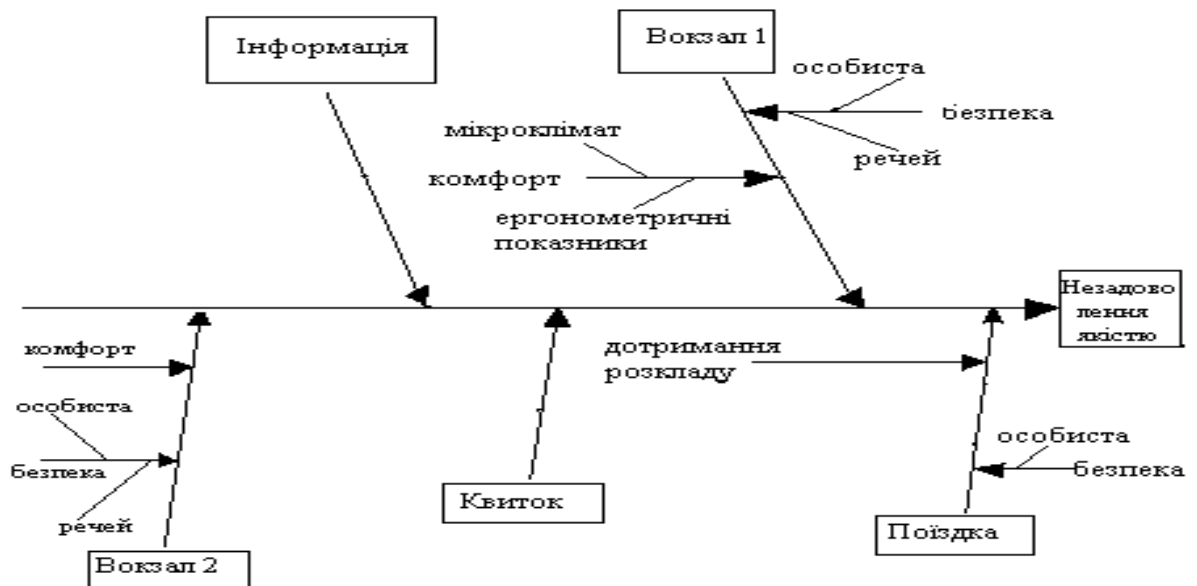 Інформація
Вокзал 1
особиста
безпека
речей
мікроклімат
комфорт
ергонометричні
показники
Незадово
лення
якістю
комфорт
дотримання
розкладу
особиста
безпека
речей
особиста
безпека
Квиток
Поїздка
Вокзал 2